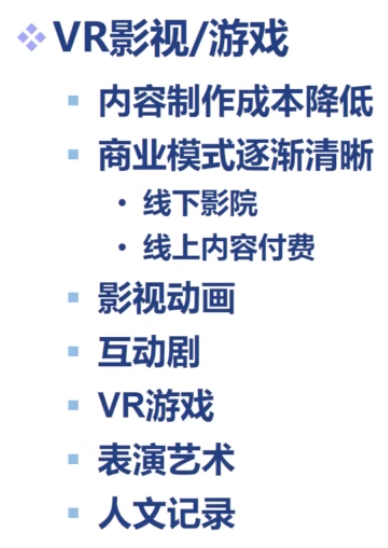 VR影视/游戏
内容制作成本降低
商业模式逐渐清晰
线下影院
线上内容付费
影视动画
互动剧
VR游戏
表演艺术
人文记录